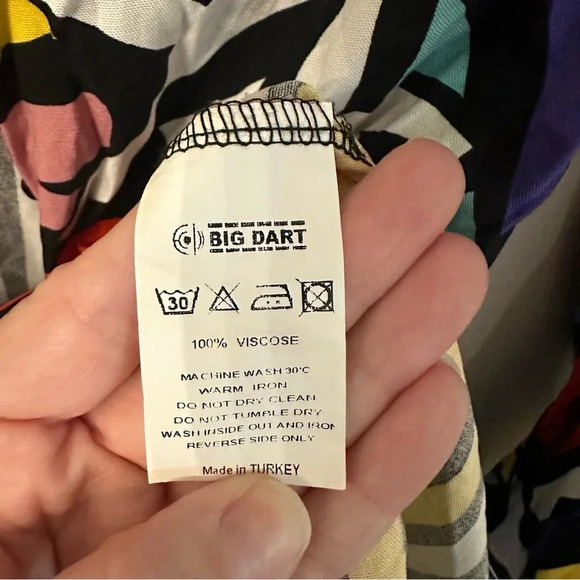 BIG DART
30
100% VISCOSE
MACHINE WASH 30°C
WARM IRON
DO NOT DRY CLEAN
DO NOT TUMBLE DRY
WASH INSIDE OUT AND IRON
REVERSE SIDE ONLY
Made in TURKEY